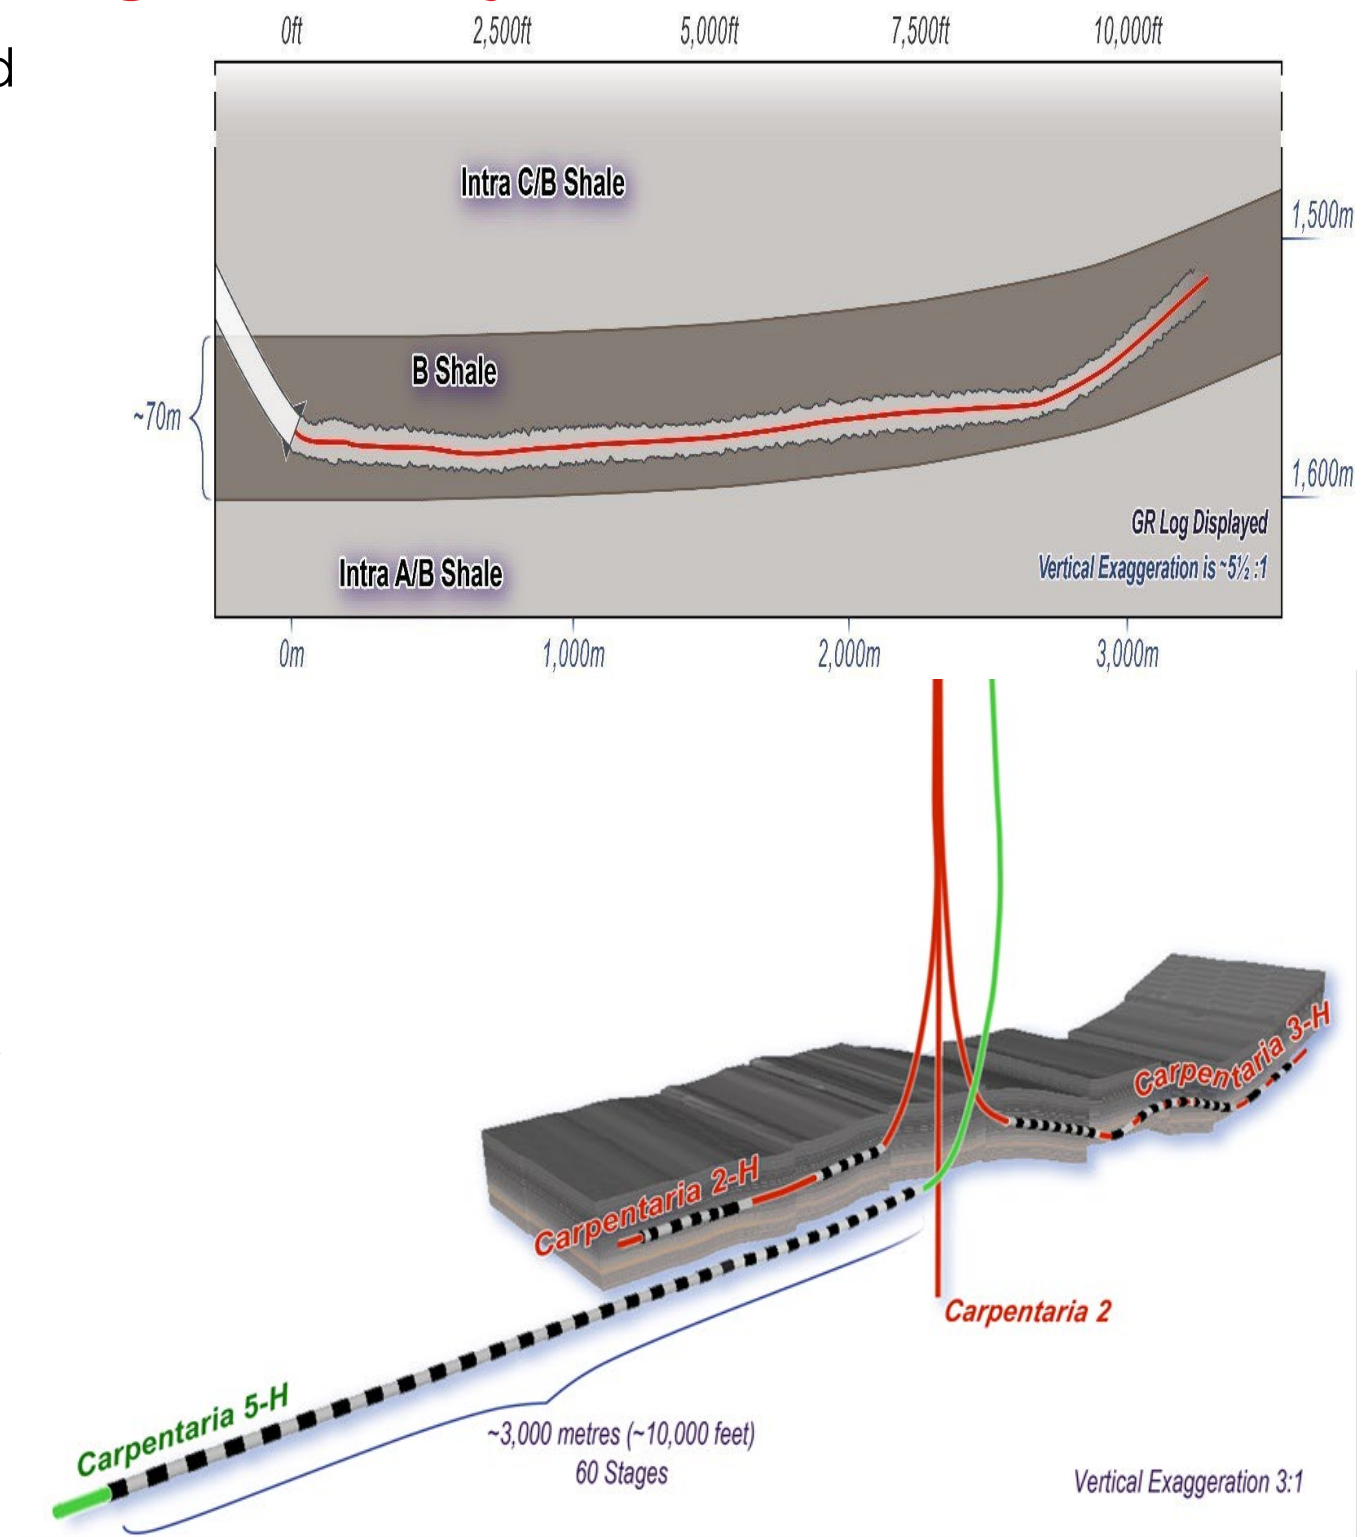 d
0ft 2,500ft 5,000ft 7,500ft 10,000ft
Intra C/B Shale
1,500m
B Shale
~70m
1,600m
GR Log Displayed
Intra A/B Shale
Vertical Exaggeration is ~5½ :1
0m 1,000m 2,000m 3,000m
Carpentaria 3-H
Carpentaria 2-H
Carpentaria 2
Carpentaria 5-H
~3,000 metres (~10,000 feet)
60 Stages
Vertical Exaggeration 3:1